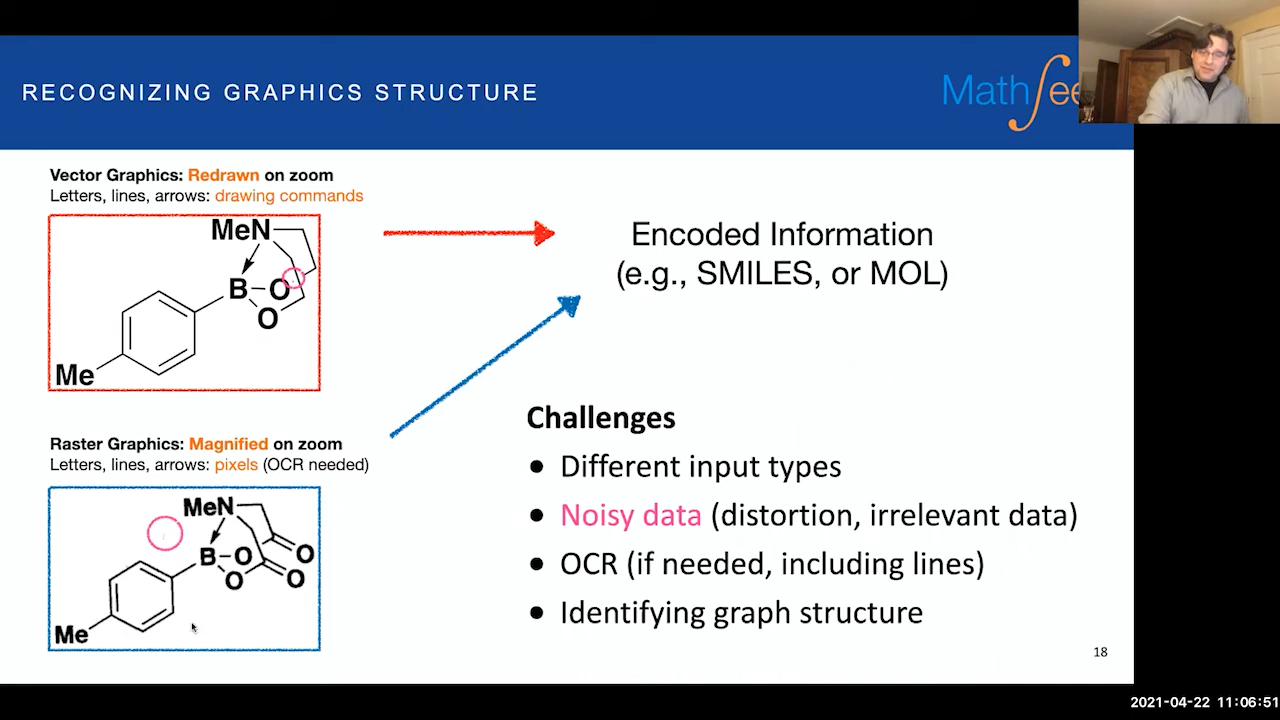 RECOGNIZING GRAPHICS STRUCTURE
Math∫ee
Vector Graphics: Redrawn on zoom
Letters, lines, arrows: drawing commands
MeN
B
O
O
Me
Encoded Information
(e.g., SMILES, or MOL)
Raster Graphics: Magnified on zoom
Letters, lines, arrows: pixels (OCR needed)
MeN
B
O
O
O
O
Me
Challenges
• Different input types
• Noisy data (distortion, irrelevant data)
• OCR (if needed, including lines)
• Identifying graph structure
18
2021-04-22 11:06:51